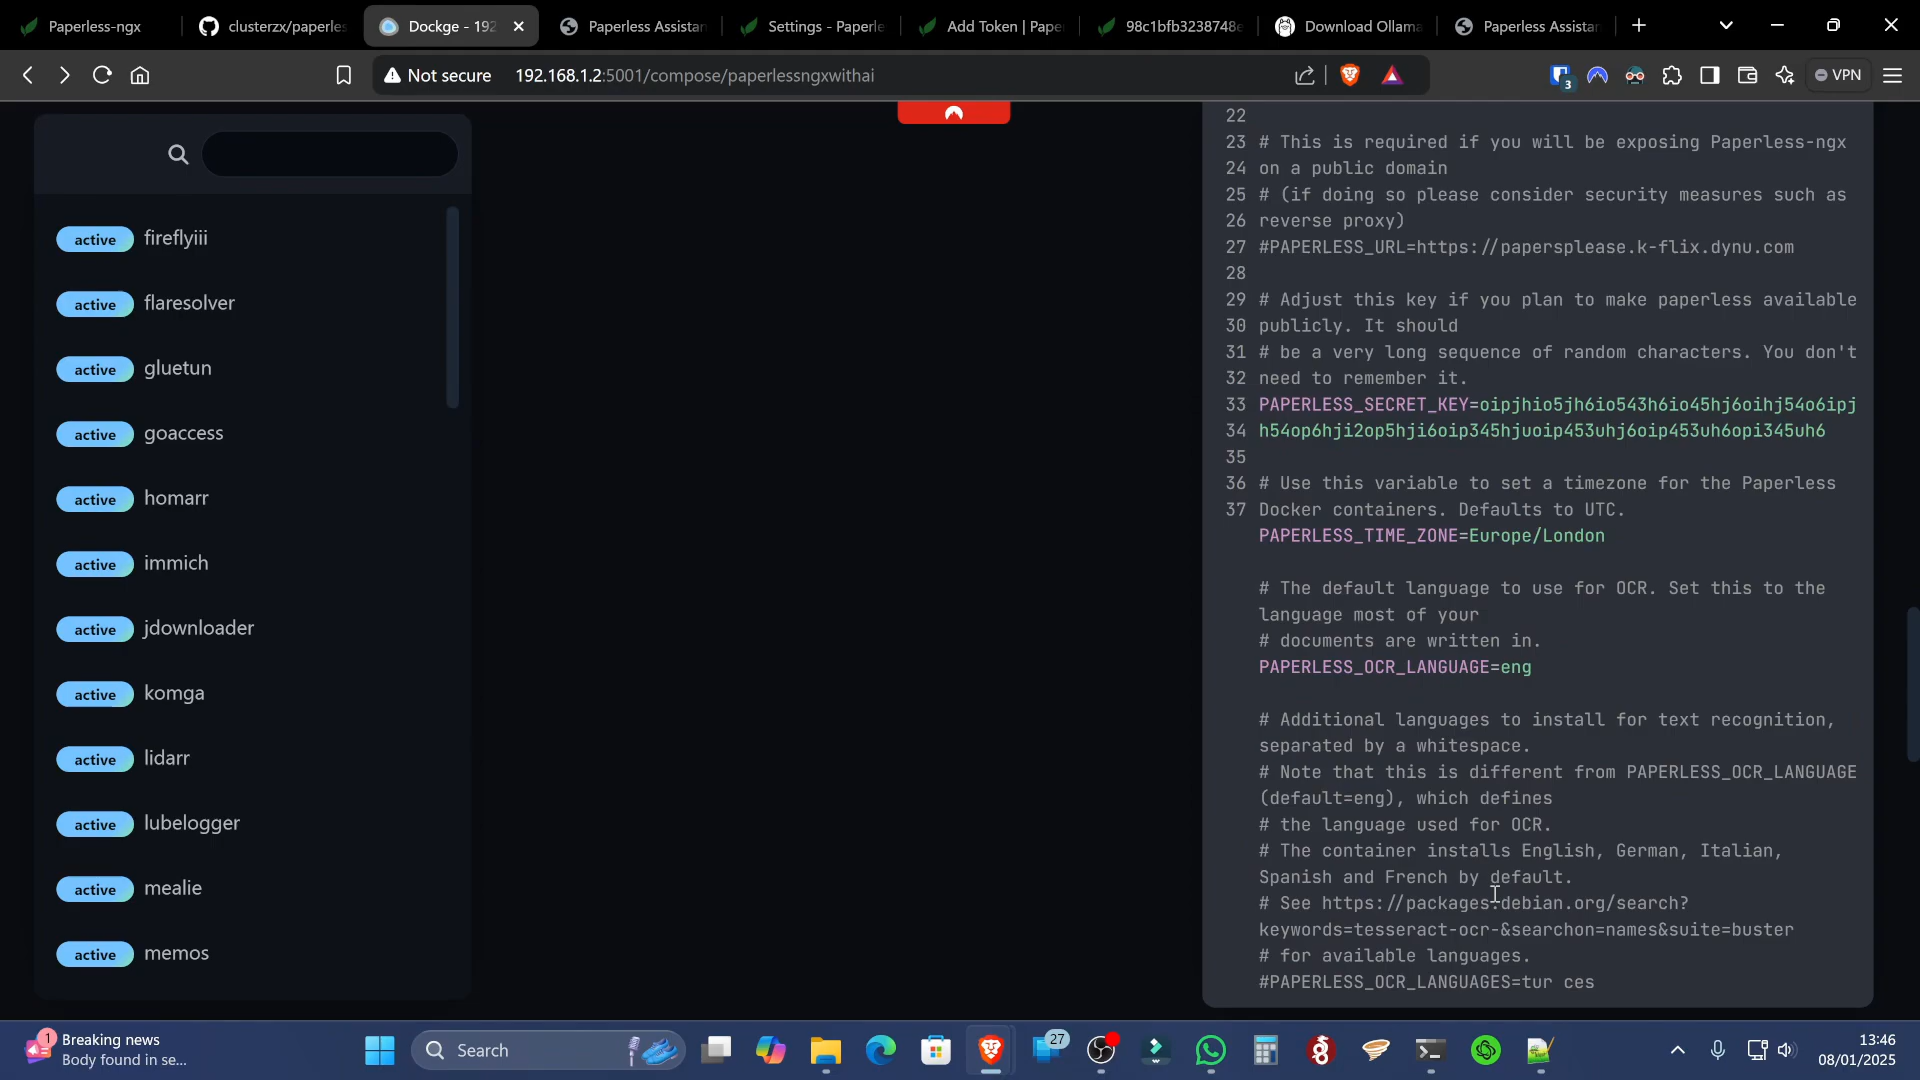 Paperless-ngx
clusterzx/paperles
Dockge - 192
Paperless Assistan
Settings - Paperle
Add Token | Pape
98c1bfb3238748e
Download Ollama
Paperless Assistan
Not secure
192.168.1.2:5001/compose/paperlessngxwithai
3
VPN
active fireflyiii
active flaresolver
active gluetun
active goaccess
active homarr
active immich
active jdownloader
active komga
active lidarr
active lubelogger
active mealie
active memos
22
23 # This is required if you will be exposing Paperless-ngx
24 on a public domain
25 # (if doing so please consider security measures such as
26 reverse proxy)
27 #PAPERLESS_URL=https://papersplease.k-flix.dynu.com
28
29 # Adjust this key if you plan to make paperless available
30 publicly. It should
31 # be a very long sequence of random characters. You don't
32 need to remember it.
33 PAPERLESS_SECRET_KEY=oipjhio5jh6io543h6io45hj6oihj54o6ipj
34 h54op6hji2op5hji6oip345hjuoip453uhj6oip453uh6opi345uh6
35
36 # Use this variable to set a timezone for the Paperless
37 Docker containers. Defaults to UTC.
PAPERLESS_TIME_ZONE=Europe/London
# The default language to use for OCR. Set this to the
language most of your
# documents are written in.
PAPERLESS_OCR_LANGUAGE=eng
# Additional languages to install for text recognition,
separated by a whitespace.
# Note that this is different from PAPERLESS_OCR_LANGUAGE
(default=eng), which defines
# the language used for OCR.
# The container installs English, German, Italian,
Spanish and French by default.
# See https://packages.debian.org/search?
keywords=tesseract-ocr-&searchon=names&suite=buster
# for available languages.
#PAPERLESS_OCR_LANGUAGES=tur ces
1
Breaking news
Body found in se...
Search
27
13:46
08/01/2025